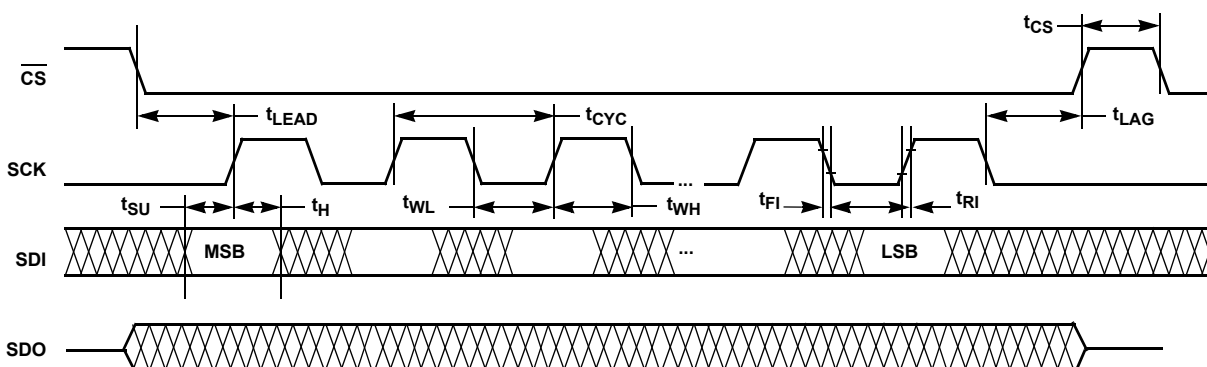 tCS
CS
tLEAD
tCYC
tLAG
SCK
...
tSU
tH
tWL
tWH
tFI
tRI
SDI
MSB
...
LSB
SDO